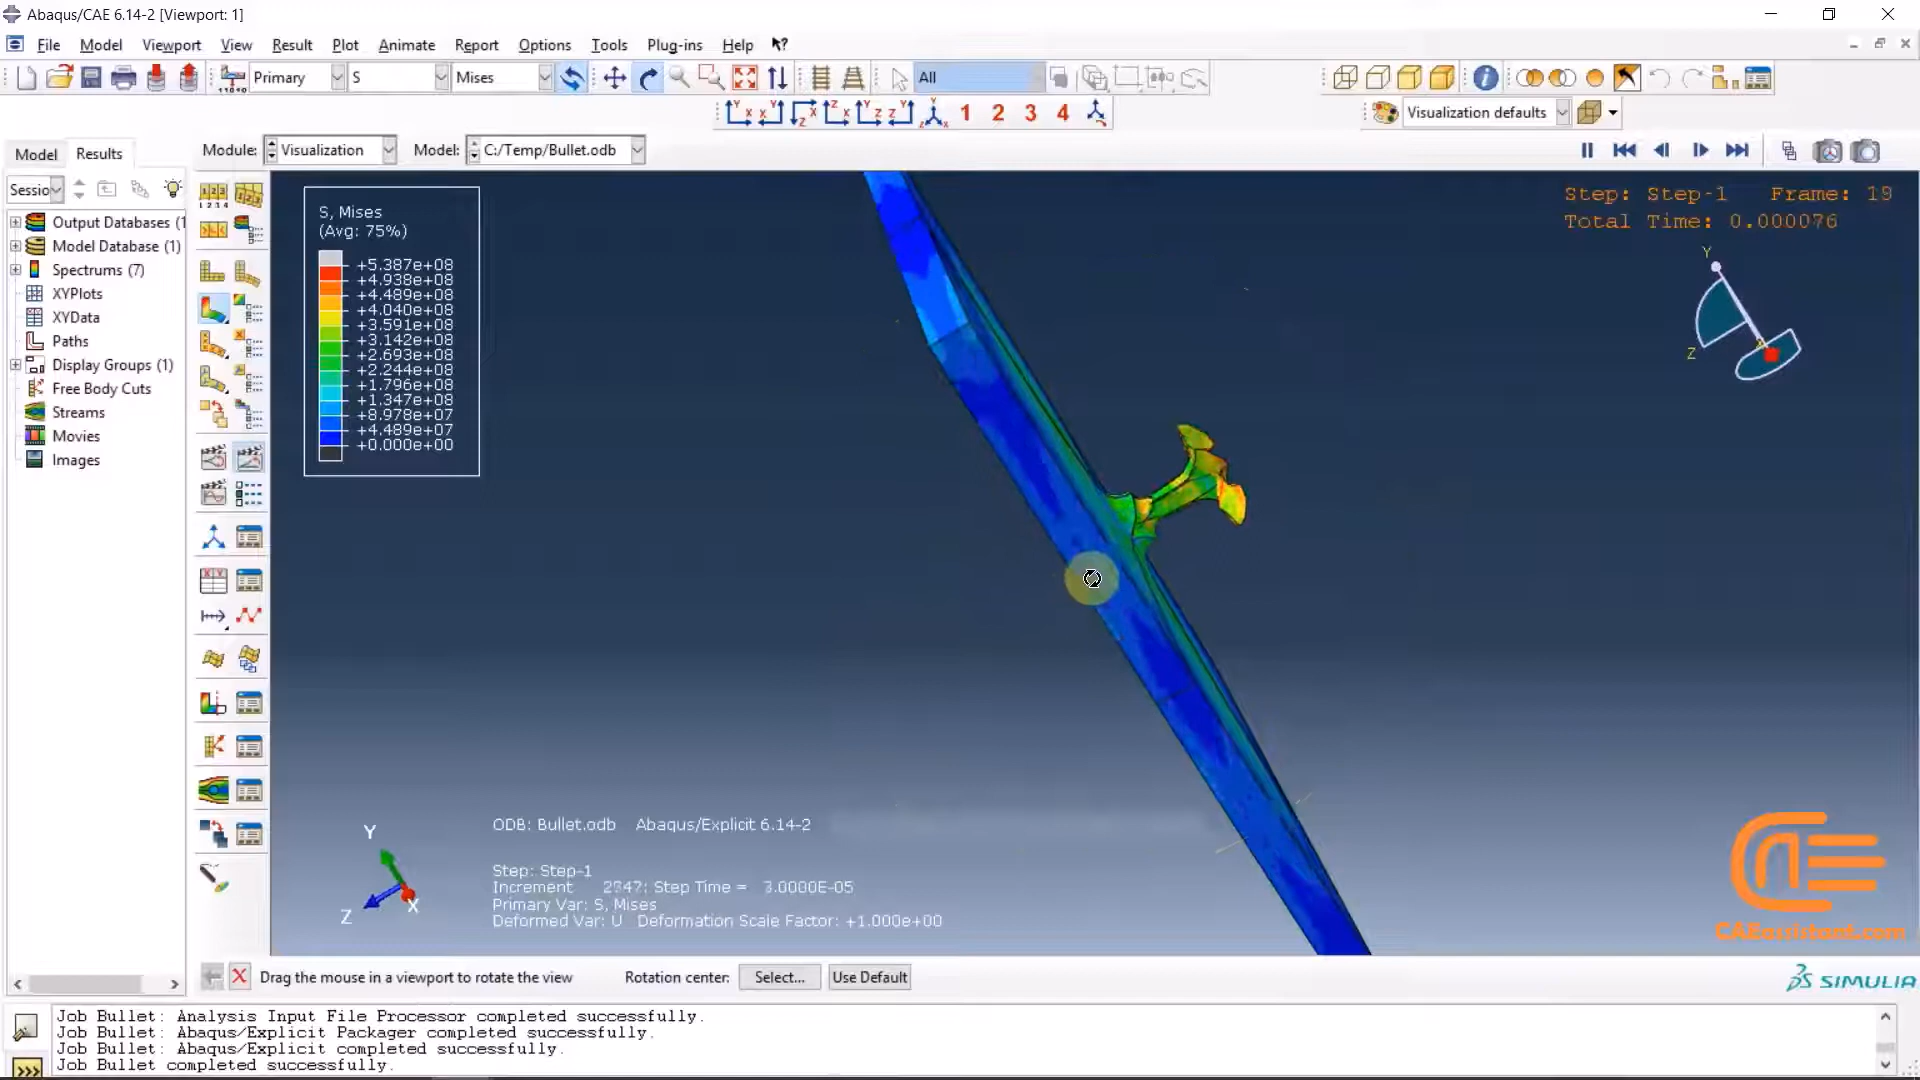 Abaqus/CAE 6.14-2 [Viewport: 1]
File Model Viewport View Result Plot Animate Report Options Tools Plug-ins Help
Primary S Mises All
1 2 3 4 Visualization defaults
Model Results Module: Visualization Model: C:/Temp/Bullet.odb
Sessio
Output Databases (1
Model Database (1)
Spectrums (7)
XYPlots
XYData
Paths
Display Groups (1)
Free Body Cuts
Streams
Movies
Images
S, Mises
(Avg: 75%)
+5.387e+08
+4.938e+08
+4.489e+08
+4.040e+08
+3.591e+08
+3.142e+08
+2.693e+08
+2.244e+08
+1.796e+08
+1.347e+08
+8.978e+07
+4.489e+07
+0.000e+00
Step: Step-1 Frame: 19
Total Time: 0.000076
Y
Z
Y
Z
X
ODB: Bullet.odb Abaqus/Explicit 6.14-2
Step: Step-1
Increment : Step Time =
Primary Var: S, Mises
Deformed Var: U Deformation Scale Factor: +1.000e+00
CAEassistant.com
Drag the mouse in a viewport to rotate the view Rotation center: Select... Use Default
SIMULIA
Job Bullet: Analysis Input File Processor completed successfully.
Job Bullet: Abaqus/Explicit Packager completed successfully.
Job Bullet: Abaqus/Explicit completed successfully.
Job Bullet completed successfully.